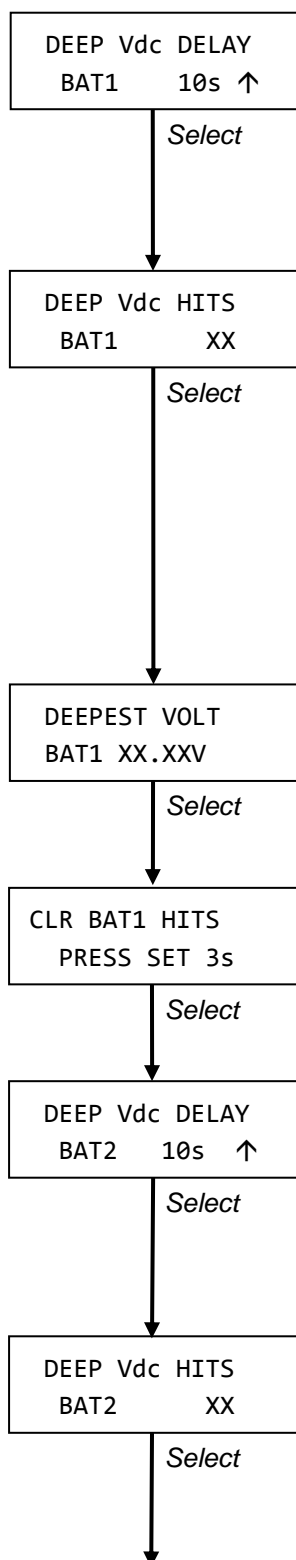 DEEP Vdc DELAY
BAT1 10s ↑
Select
DEEP Vdc HITS
BAT1 XX
Select
DEEPEST VOLT
BAT1 XX.XXV
Select
CLR BAT1 HITS
PRESS SET 3s
Select
DEEP Vdc DELAY
BAT2 10s ↑
Select
DEEP Vdc HITS
BAT2 XX
Select